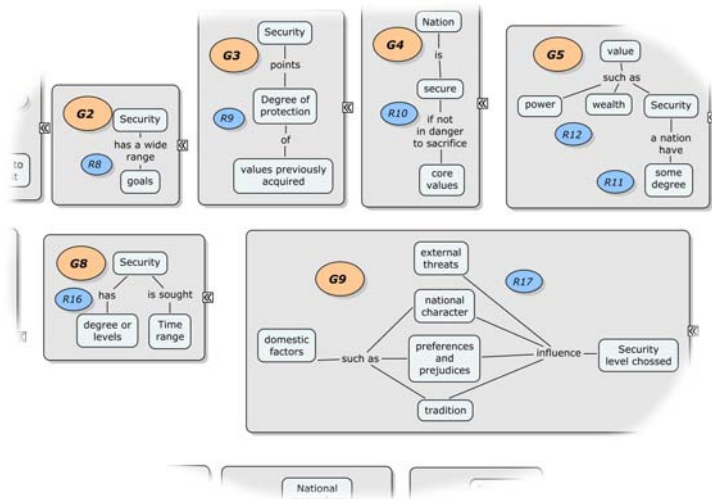 G2
Security
has a wide
range
R8
goals
G3
Security
points
R9
Degree of
protection
of
values previously
acquired
G4
Nation
is
secure
R10
if not
in danger
to sacrifice
core
values
G5
value
such as
power
wealth
Security
R12
a nation
have
R11
some
degree
to
G8
Security
R16
has
is sought
degree or
levels
Time
range
G9
external
threats
R17
national
character
domestic
factors
such as
preferences
and
prejudices
influence
Security
level chossed
tradition
National